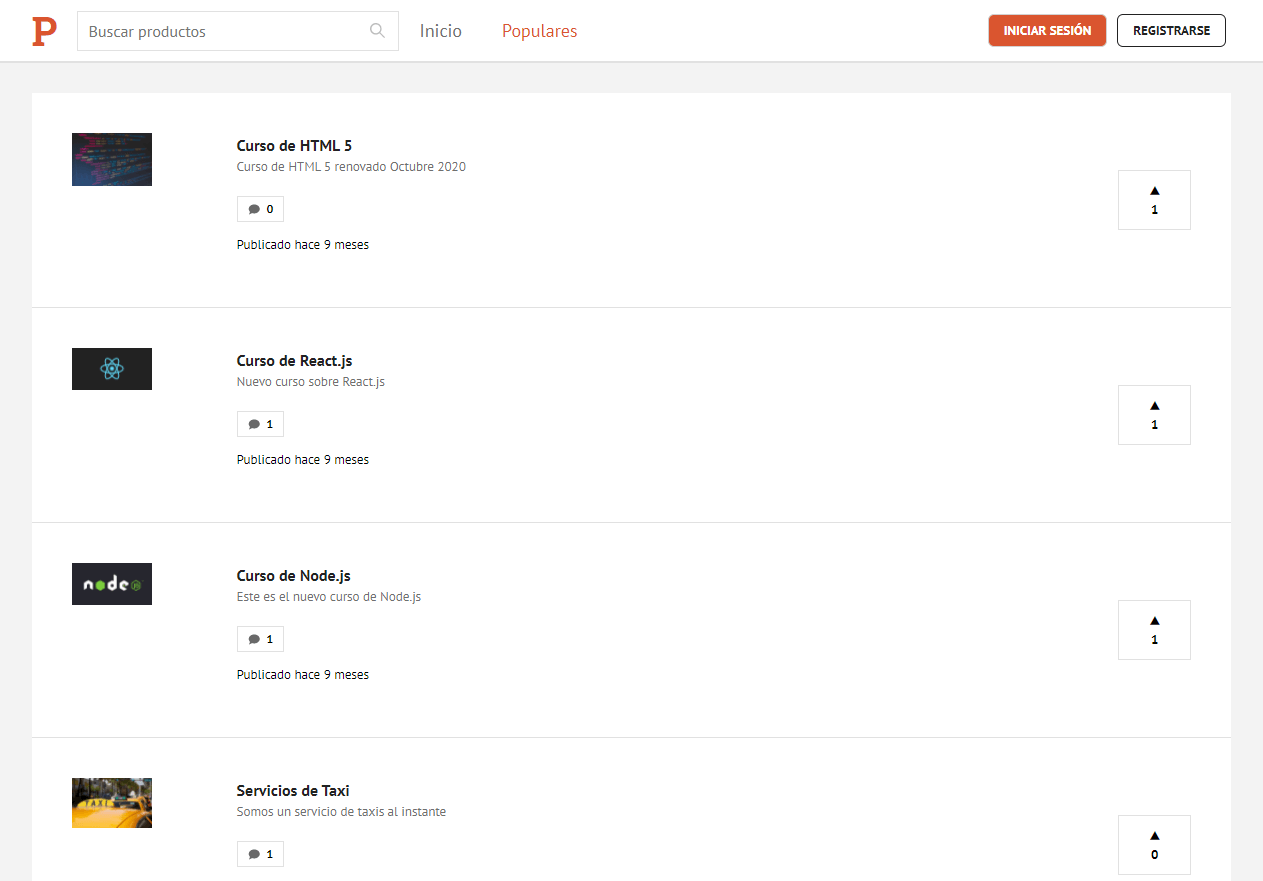 P
Buscar productos
Inicio
Populares
INICIAR SESIÓN
REGISTRARSE
Curso de HTML 5
Curso de HTML 5 renovado Octubre 2020
0
Publicado hace 9 meses
▲
1
Curso de React.js
Nuevo curso sobre React.js
1
Publicado hace 9 meses
▲
1
node js
Curso de Node.js
Este es el nuevo curso de Node.js
1
Publicado hace 9 meses
▲
1
TAXI
Servicios de Taxi
Somos un servicio de taxis al instante
1
▲
0